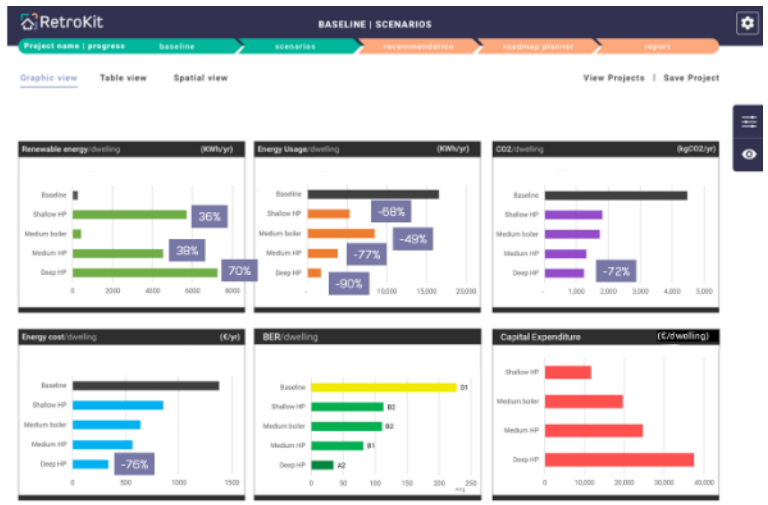 RetroKit
BASELINE | SCENARIOS
Project name | progress baseline scenarios recommendation roadmap planner report
Graphic view Table view Spatial view View Projects | Save Project
Renewable energy/dwelling (KWh/yr)
Baseline
Shallow HP 36%
Medium boiler
Medium HP 38%
Deep HP 70%
0 2000 4000 6000 8000
Energy Usage/dwelling (KWh/yr)
Baseline
Shallow HP -68%
Medium boiler -49%
Medium HP -77%
Deep HP -90%
- 10,000 15,000 20,000
CO2/dwelling (kgCO2/yr)
Baseline
Shallow HP
Medium boiler
Medium HP
Deep HP -72%
- 1,000 2,000 3,000 4,000 5,000
Energy cost/dwelling (€/yr)
Baseline
Shallow HP
Medium boiler
Medium HP
Deep HP -76%
0 500 1000 1500
BER/dwelling
Baseline D1
Shallow HP B2
Medium boiler B2
Medium HP B1
Deep HP A2
0 50 100 150 200 250
Capital Expenditure (€/dwelling)
Shallow HP
Medium boiler
Medium HP
Deep HP
0 10,000 20,000 30,000 40,000